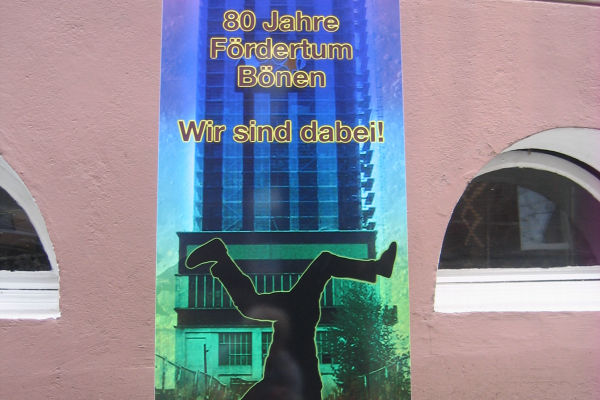 80 Jahre
Fördertum
Bönen
Wir sind dabei!